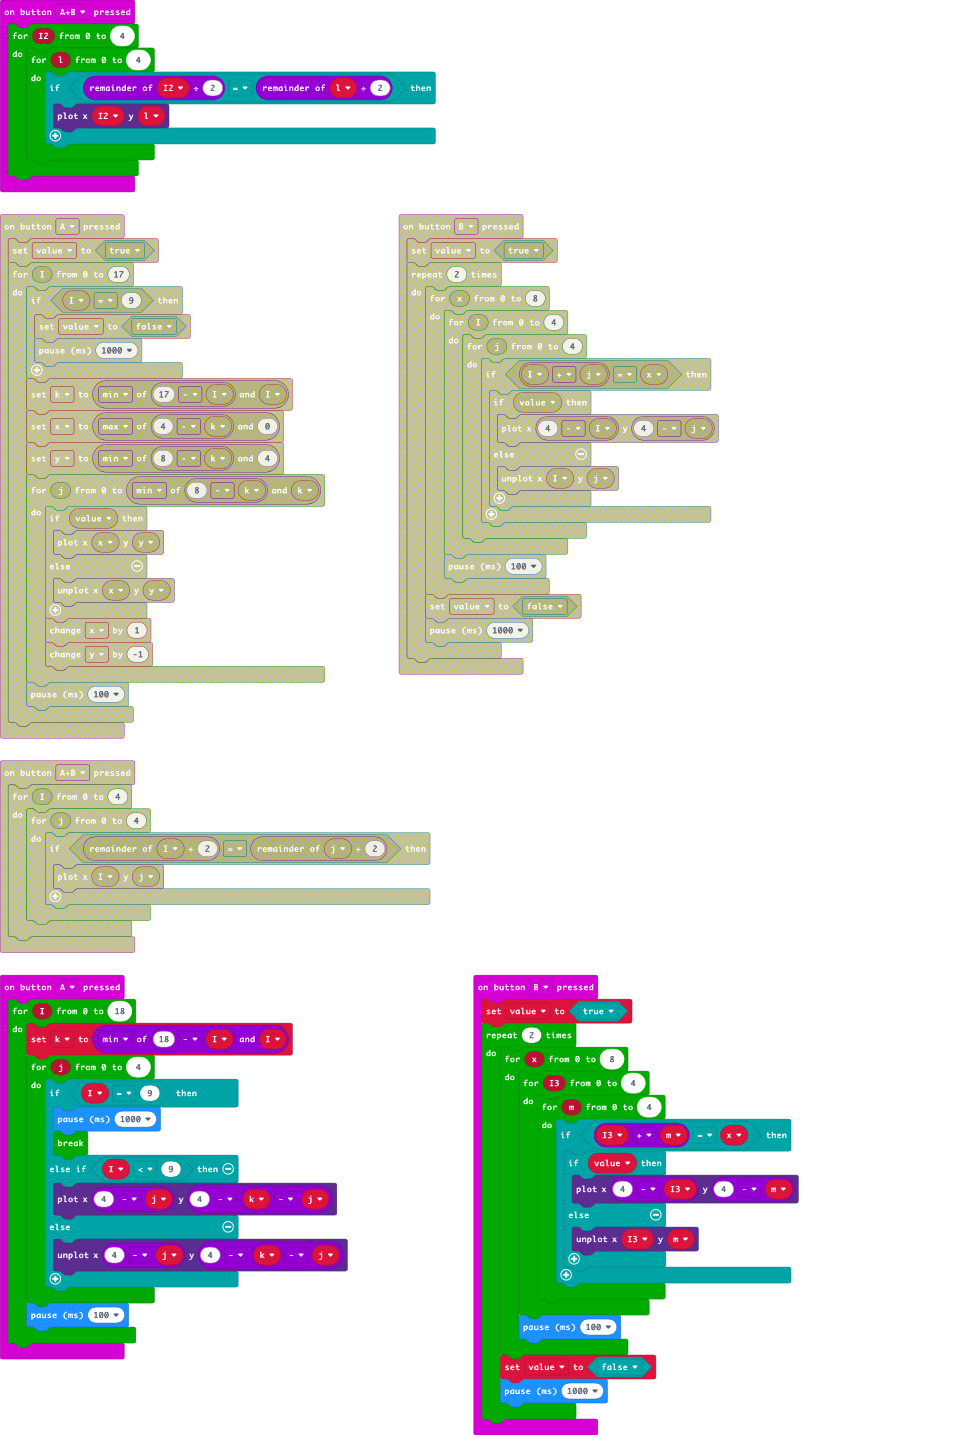 on button A+B pressed
for I2 from 0 to 4
do for l from 0 to 4
do if remainder of I2 ÷ 2 = remainder of l ÷ 2 then
plot x I2 y l
on button A pressed
set value to true
for I from 0 to 17
do if I = 9 then
set value to false
pause (ms) 1000
set k to min of 17 - I and I
set x to max of 4 - k and 0
set y to min of 8 - k and 4
for j from 0 to min of 8 - k and k
do if value then
plot x x y y
else
unplot x x y y
change x by 1
change y by -1
pause (ms) 100
on button B pressed
set value to true
repeat 2 times
do for x from 0 to 8
do for I from 0 to 4
do for j from 0 to 4
do if I + j = x then
if value then
plot x 4 - I y 4 - j
else
unplot x I y j
pause (ms) 100
set value to false
pause (ms) 1000
on button A+B pressed
for I from 0 to 4
do for j from 0 to 4
do if remainder of I ÷ 2 = remainder of j ÷ 2 then
plot x I y j
on button A pressed
for I from 0 to 18
do set k to min of 18 - I and I
for j from 0 to 4
do if I = 9 then
pause (ms) 1000
break
else if I < 9 then
plot x 4 - j y 4 - k - j
else
unplot x 4 - j y 4 - k - j
pause (ms) 100
on button B pressed
set value to true
repeat 2 times
do for x from 0 to 8
do for I3 from 0 to 4
do for m from 0 to 4
do if I3 + m = x then
if value then
plot x 4 - I3 y 4 - m
else
unplot x I3 y m
pause (ms) 100
set value to false
pause (ms) 1000